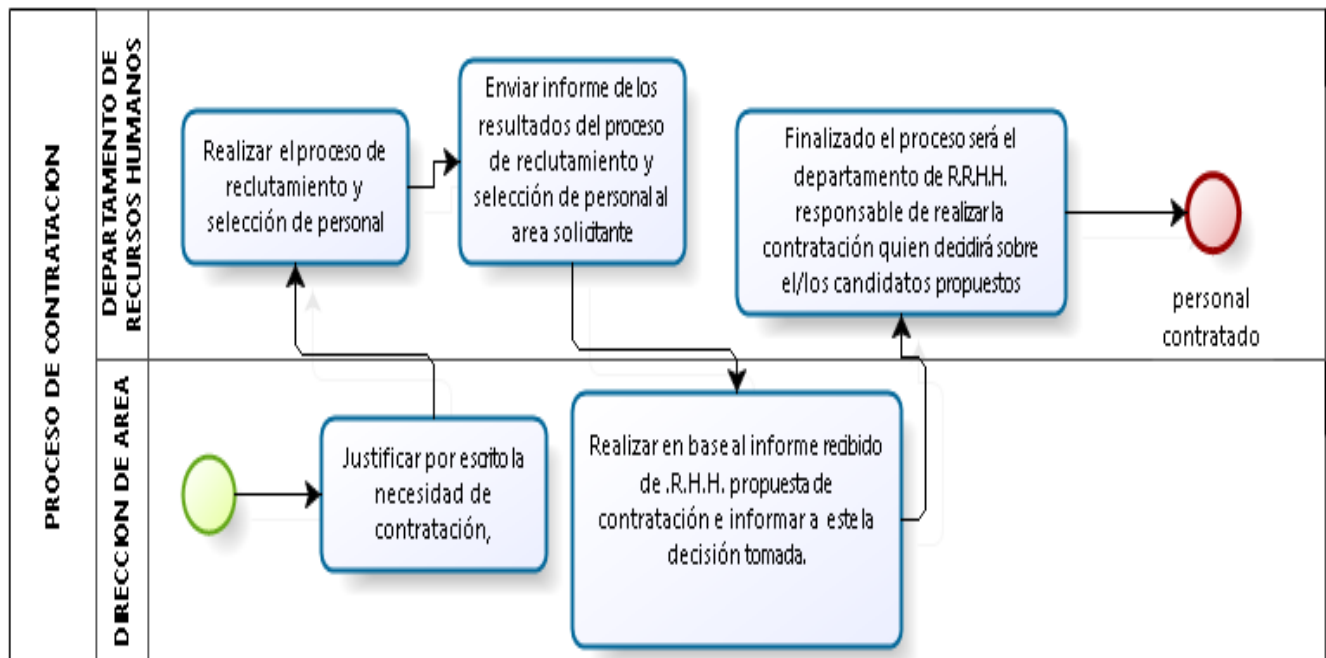 PROCESO DE CONTRATACION
DEPARTAMENTO DE
RECURSOS HUMANOS
Realizar el proceso de
reclutamiento y
selección de personal
Enviar informe de los
resultados del proceso
de reclutamiento y
selección de personal al
area solicitante
Finalizado el proceso será el
departamento de R.R.H.H.
responsable de realizar la
contratación quien decidirá sobre
el/los candidatos propuestos
personal
contratado
DIRECCION DE AREA
Justificar por escrito la
necesidad de
contratación,
Realizar en base al informe recibido
de .R.H.H. propuesta de
contratación e informar a este la
decisión tomada.